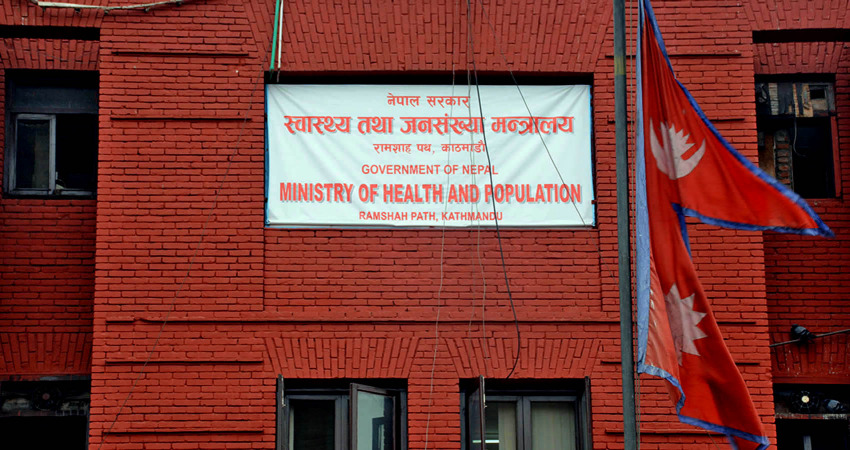 नेपाल सरकार
स्वास्थ्य तथा जनसंख्या मन्त्रालय
रामशाह पथ, काठमाडौं
GOVERNMENT OF NEPAL
MINISTRY OF HEALTH AND POPULATION
RAMSHAH PATH, KATHMANDU